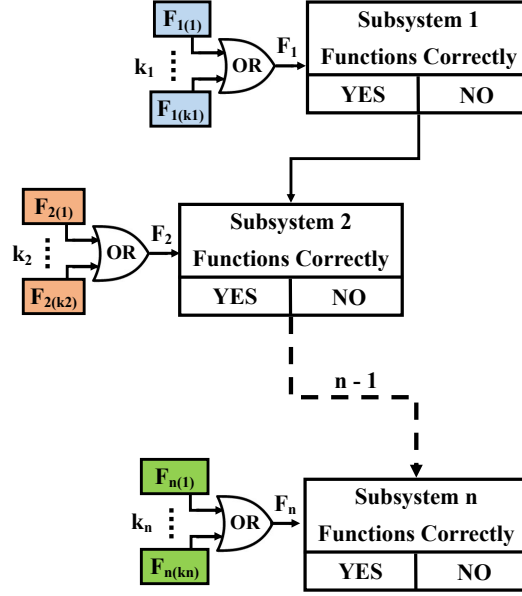 F1(1)
k1
OR
F1
F1(k1)
Subsystem 1
Functions Correctly
YES NO
F2(1)
k2
OR
F2
F2(k2)
Subsystem 2
Functions Correctly
YES NO
n - 1
Fn(1)
kn
OR
Fn
Fn(kn)
Subsystem n
Functions Correctly
YES NO